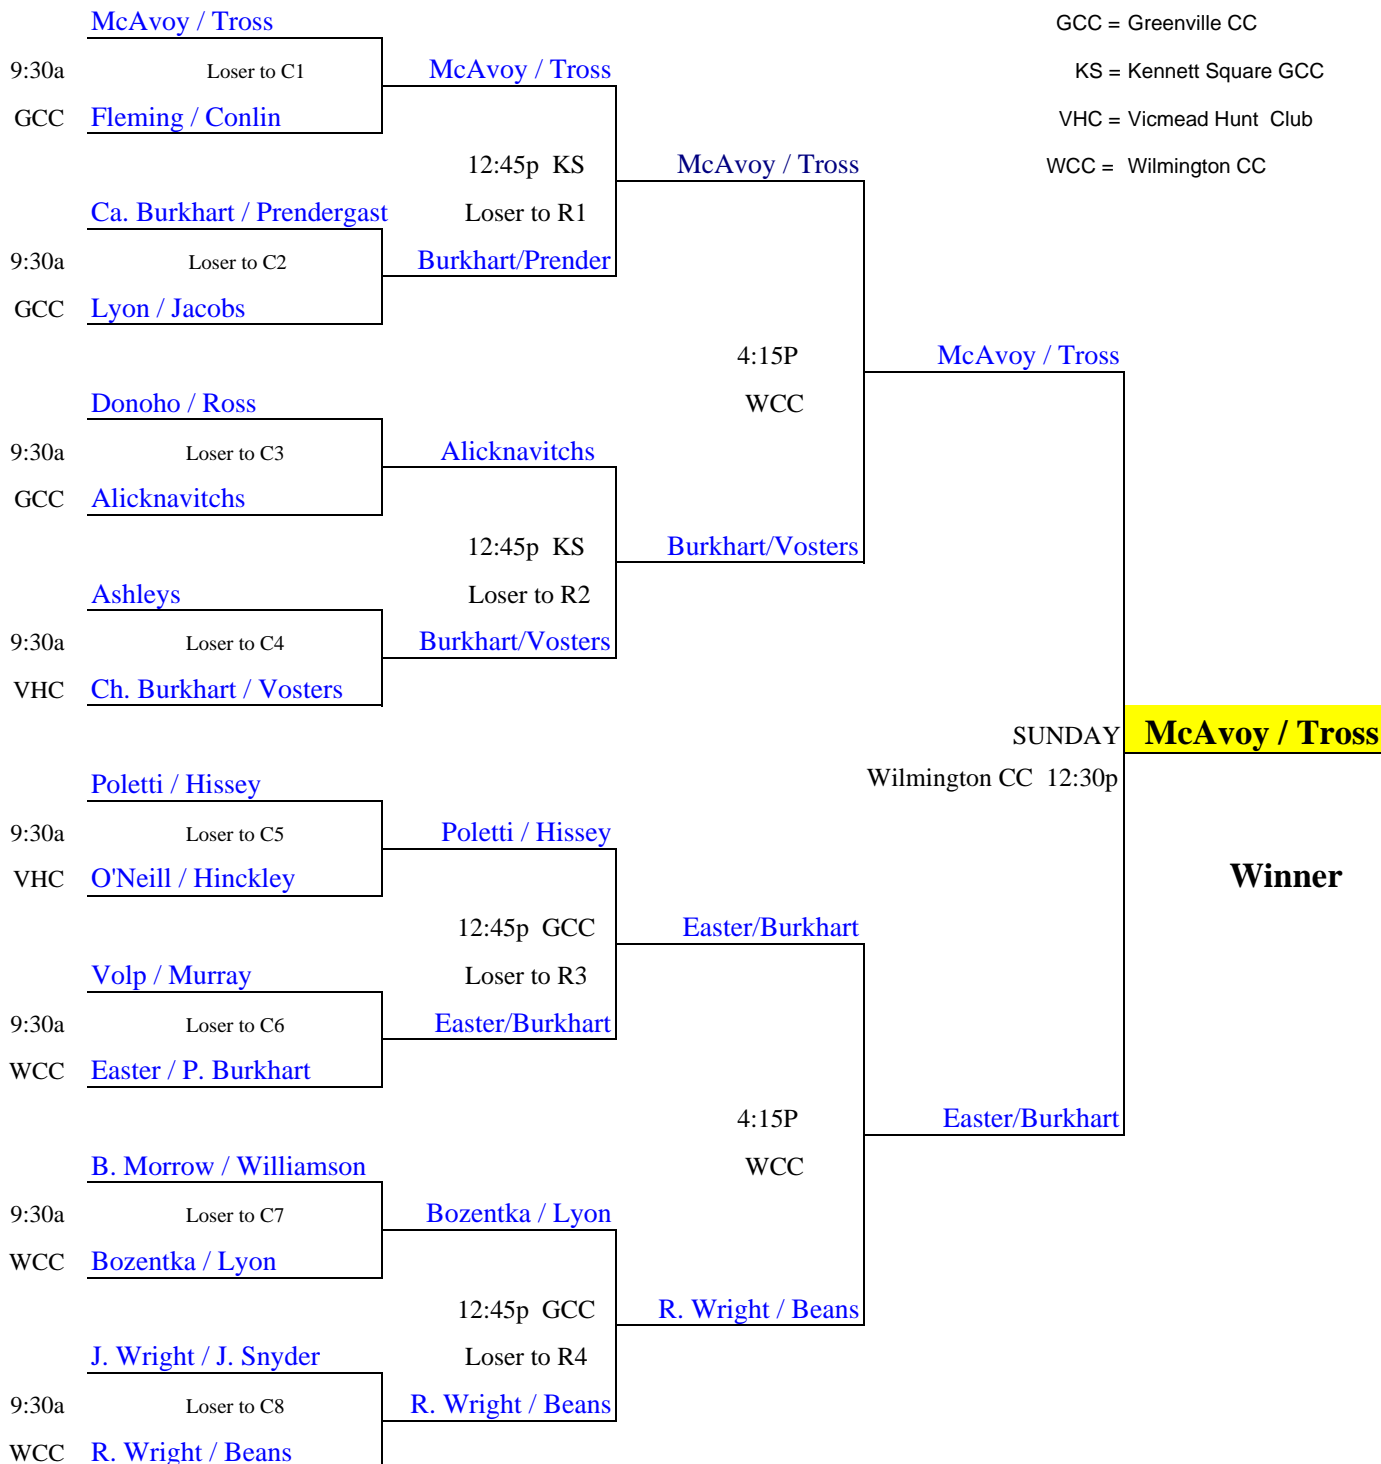 McAvoy / Tross
GCC = Greenville CC
9:30a Loser to C1 McAvoy / Tross
KS = Kennett Square GCC
GCC Fleming / Conlin
VHC = Vicmead Hunt Club
12:45p KS McAvoy / Tross
WCC = Wilmington CC
Ca. Burkhart / Prendergast Loser to R1
9:30a Loser to C2 Burkhart/Prender
GCC Lyon / Jacobs
4:15P McAvoy / Tross
Donoho / Ross WCC
9:30a Loser to C3 Alicknavitchs
GCC Alicknavitchs
12:45p KS Burkhart/Vosters
Ashleys Loser to R2
9:30a Loser to C4 Burkhart/Vosters
VHC Ch. Burkhart / Vosters
SUNDAY McAvoy / Tross
Poletti / Hissey Wilmington CC 12:30p
9:30a Loser to C5 Poletti / Hissey
VHC O'Neill / Hinckley Winner
12:45p GCC Easter/Burkhart
Volp / Murray Loser to R3
9:30a Loser to C6 Easter/Burkhart
WCC Easter / P. Burkhart
4:15P Easter/Burkhart
B. Morrow / Williamson WCC
9:30a Loser to C7 Bozentka / Lyon
WCC Bozentka / Lyon
12:45p GCC R. Wright / Beans
J. Wright / J. Snyder Loser to R4
9:30a Loser to C8 R. Wright / Beans
WCC R. Wright / Beans